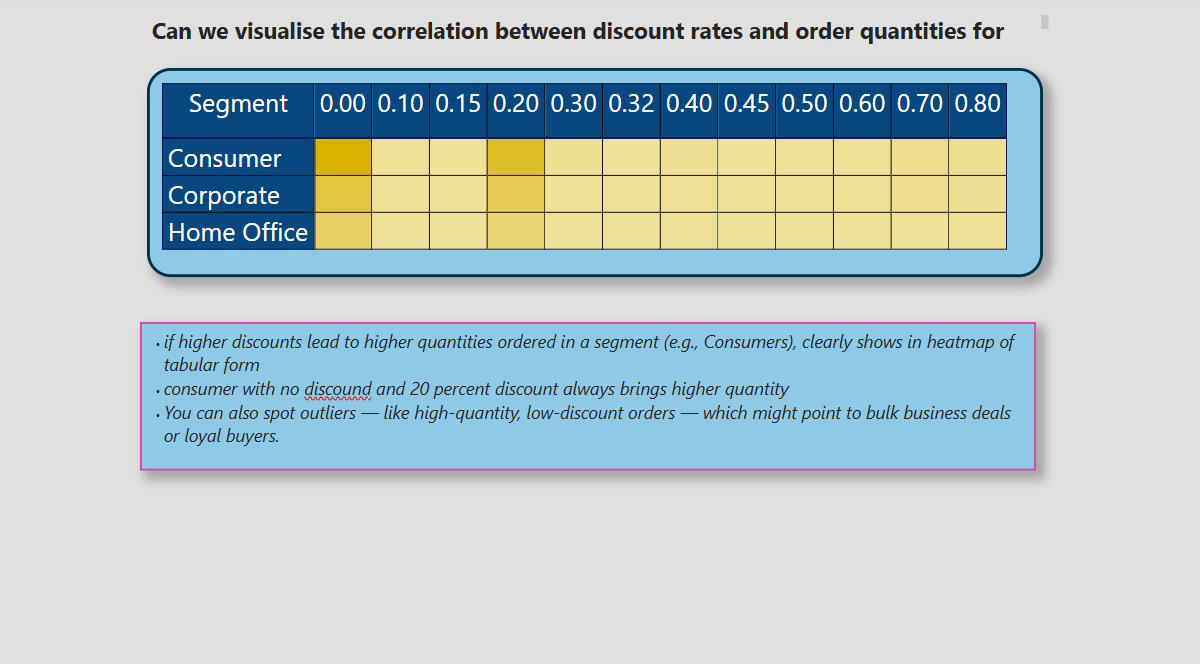 Can we visualise the correlation between discount rates and order quantities for
Segment 0.00 0.10 0.15 0.20 0.30 0.32 0.40 0.45 0.50 0.60 0.70 0.80
Consumer
Corporate
Home Office
• if higher discounts lead to higher quantities ordered in a segment (e.g., Consumers), clearly shows in heatmap of
tabular form
• consumer with no discound and 20 percent discount always brings higher quantity
• You can also spot outliers — like high-quantity, low-discount orders — which might point to bulk business deals
or loyal buyers.